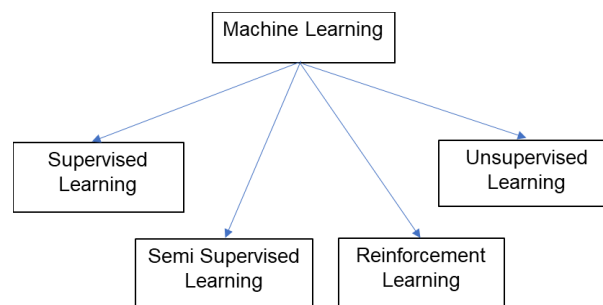 Machine Learning
Supervised
Learning
Unsupervised
Learning
Semi Supervised
Learning
Reinforcement
Learning